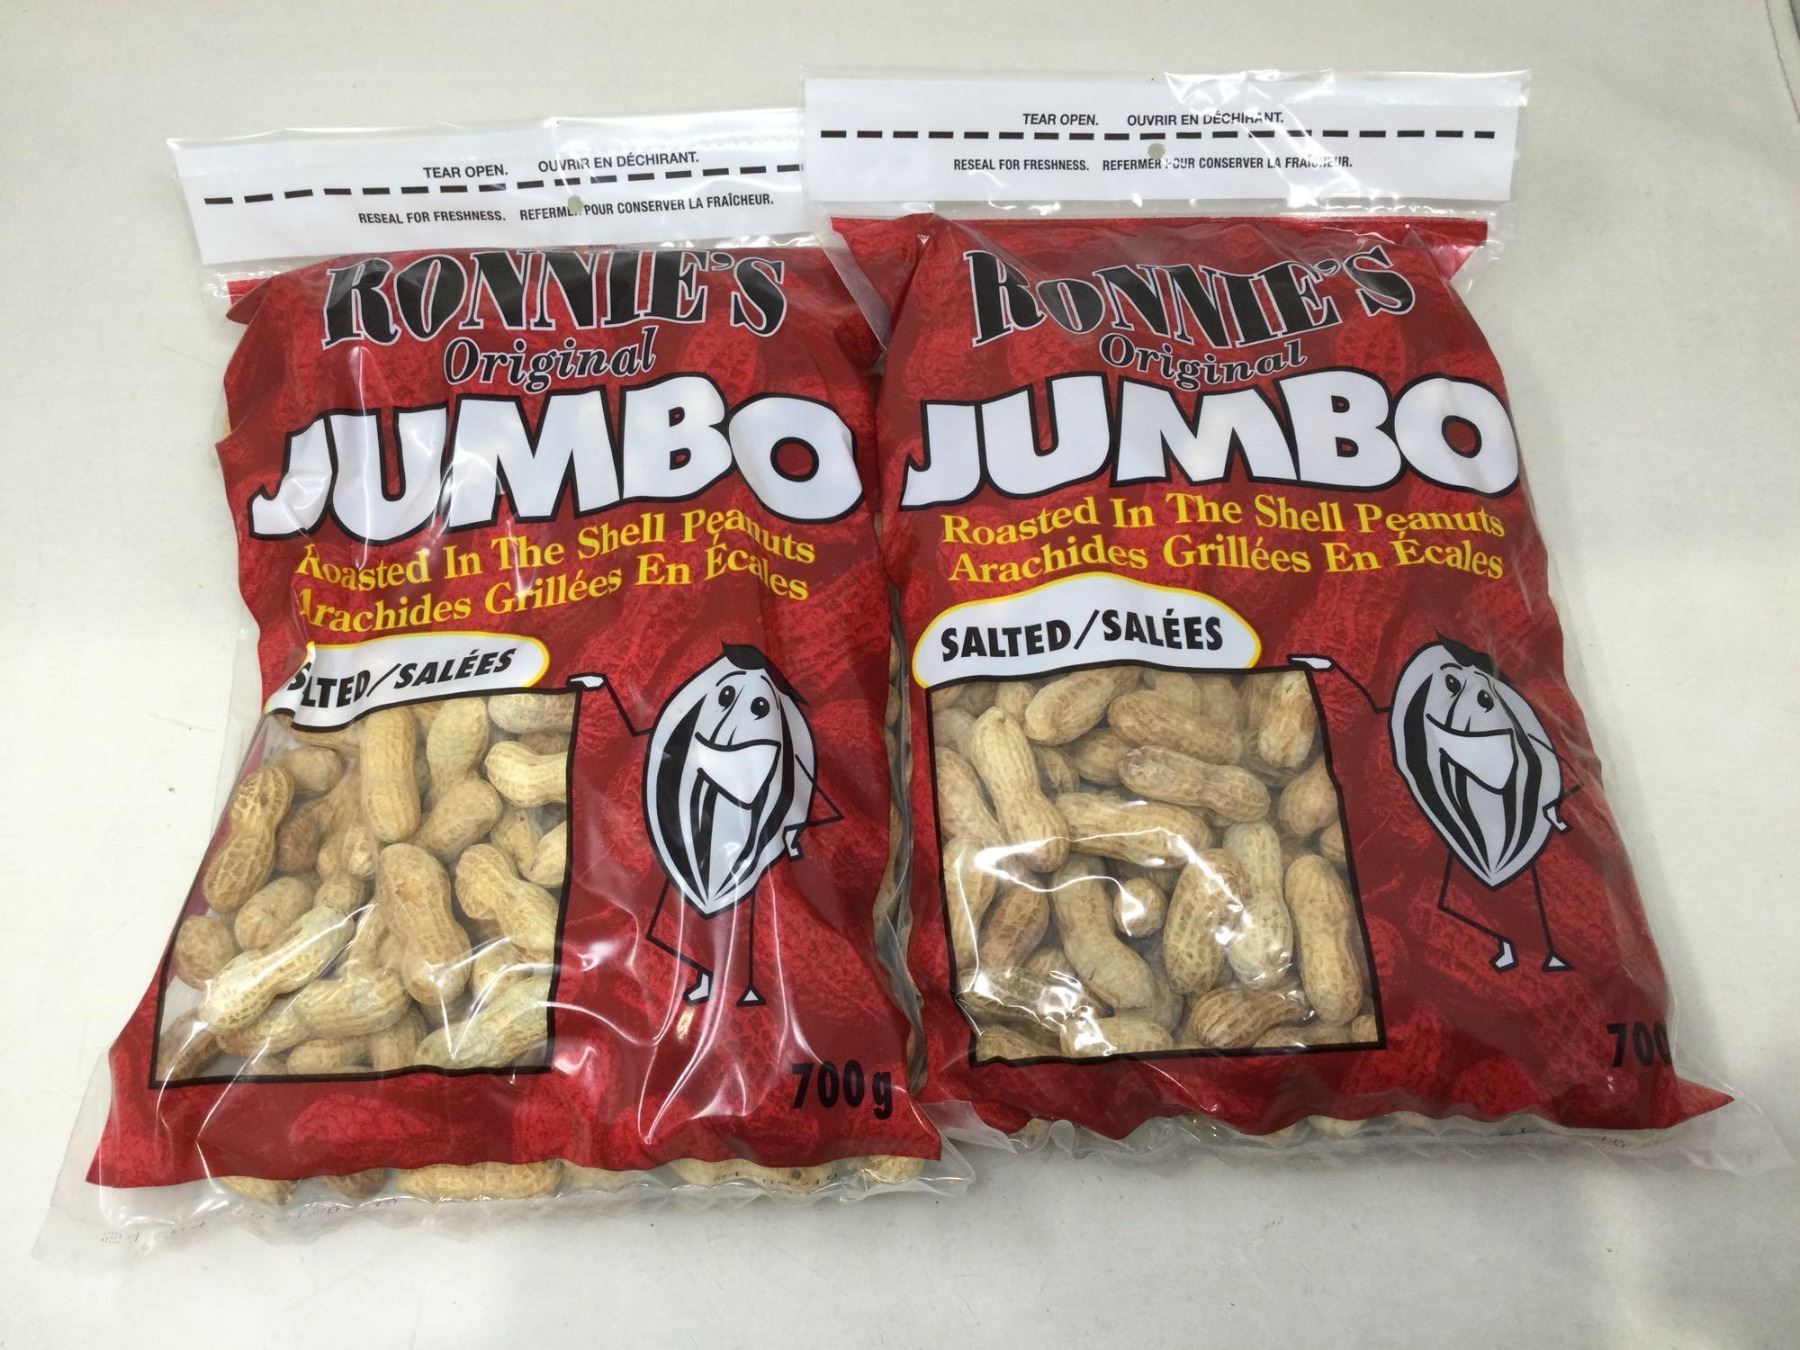 TEAR OPEN. OUVRIR EN DÉCHIRANT.
RESEAL FOR FRESHNESS. REFERMER POUR CONSERVER LA FRAÎCHEUR.
RONNIE'S
Original
JUMBO
Roasted In The Shell Peanuts
Arachides Grillées En Écales
SALTED/SALÉES
700g
TEAR OPEN. OUVRIR EN DÉCHIRANT.
RESEAL FOR FRESHNESS. REFERMER POUR CONSERVER LA FRAÎCHEUR.
RONNIE'S
Original
JUMBO
Roasted In The Shell Peanuts
Arachides Grillées En Écales
SALTED/SALÉES
700